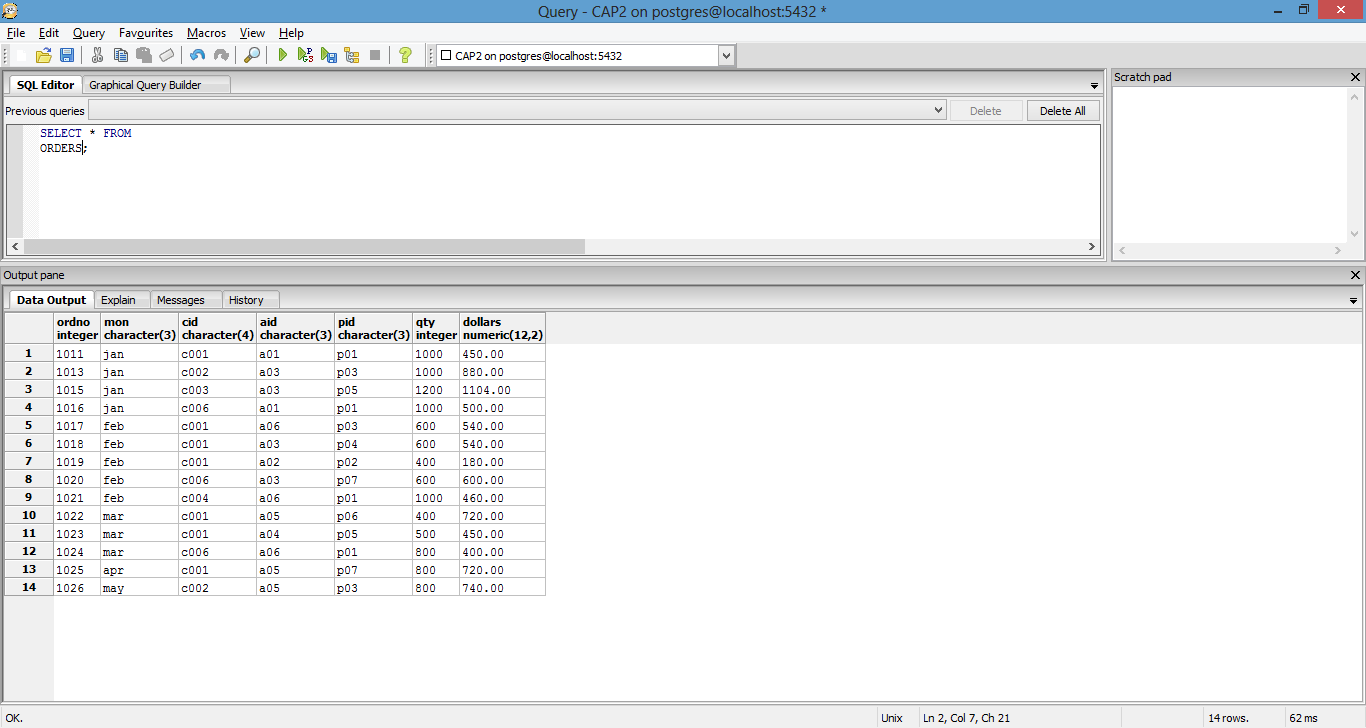 Query - CAP2 on postgres@localhost:5432 *
File Edit Query Favourites Macros View Help
CAP2 on postgres@localhost:5432
SQL Editor Graphical Query Builder
Scratch pad
Previous queries Delete Delete All
SELECT * FROM
ORDERS;
Output pane
Data Output Explain Messages History
ordno mon cid aid pid qty dollars
integer character(3) character(4) character(3) character(3) integer numeric(12,2)
1 1011 jan c001 a01 p01 1000 450.00
2 1013 jan c002 a03 p03 1000 880.00
3 1015 jan c003 a03 p05 1200 1104.00
4 1016 jan c006 a01 p01 1000 500.00
5 1017 feb c001 a06 p03 600 540.00
6 1018 feb c001 a03 p04 600 540.00
7 1019 feb c001 a02 p02 400 180.00
8 1020 feb c006 a03 p07 600 600.00
9 1021 feb c004 a06 p01 1000 460.00
10 1022 mar c001 a05 p06 400 720.00
11 1023 mar c001 a04 p05 500 450.00
12 1024 mar c006 a06 p01 800 400.00
13 1025 apr c001 a05 p07 800 720.00
14 1026 may c002 a05 p03 800 740.00
OK. Unix Ln 2, Col 7, Ch 21 14 rows. 62 ms